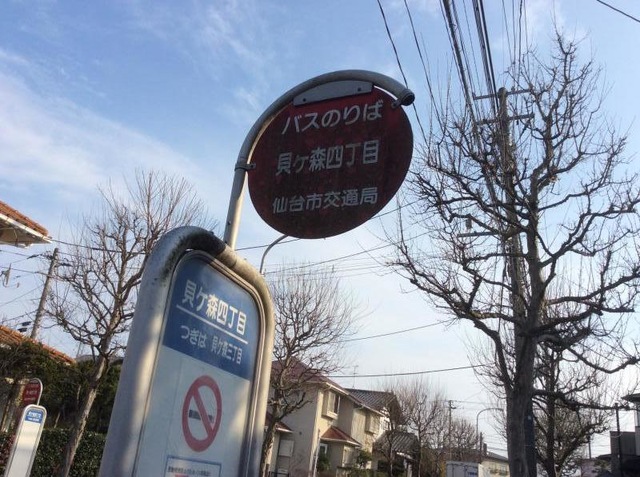 バスのりば
貝ケ森四丁目
仙台市交通局
貝ケ森四丁目
つぎは 貝ケ森三丁目